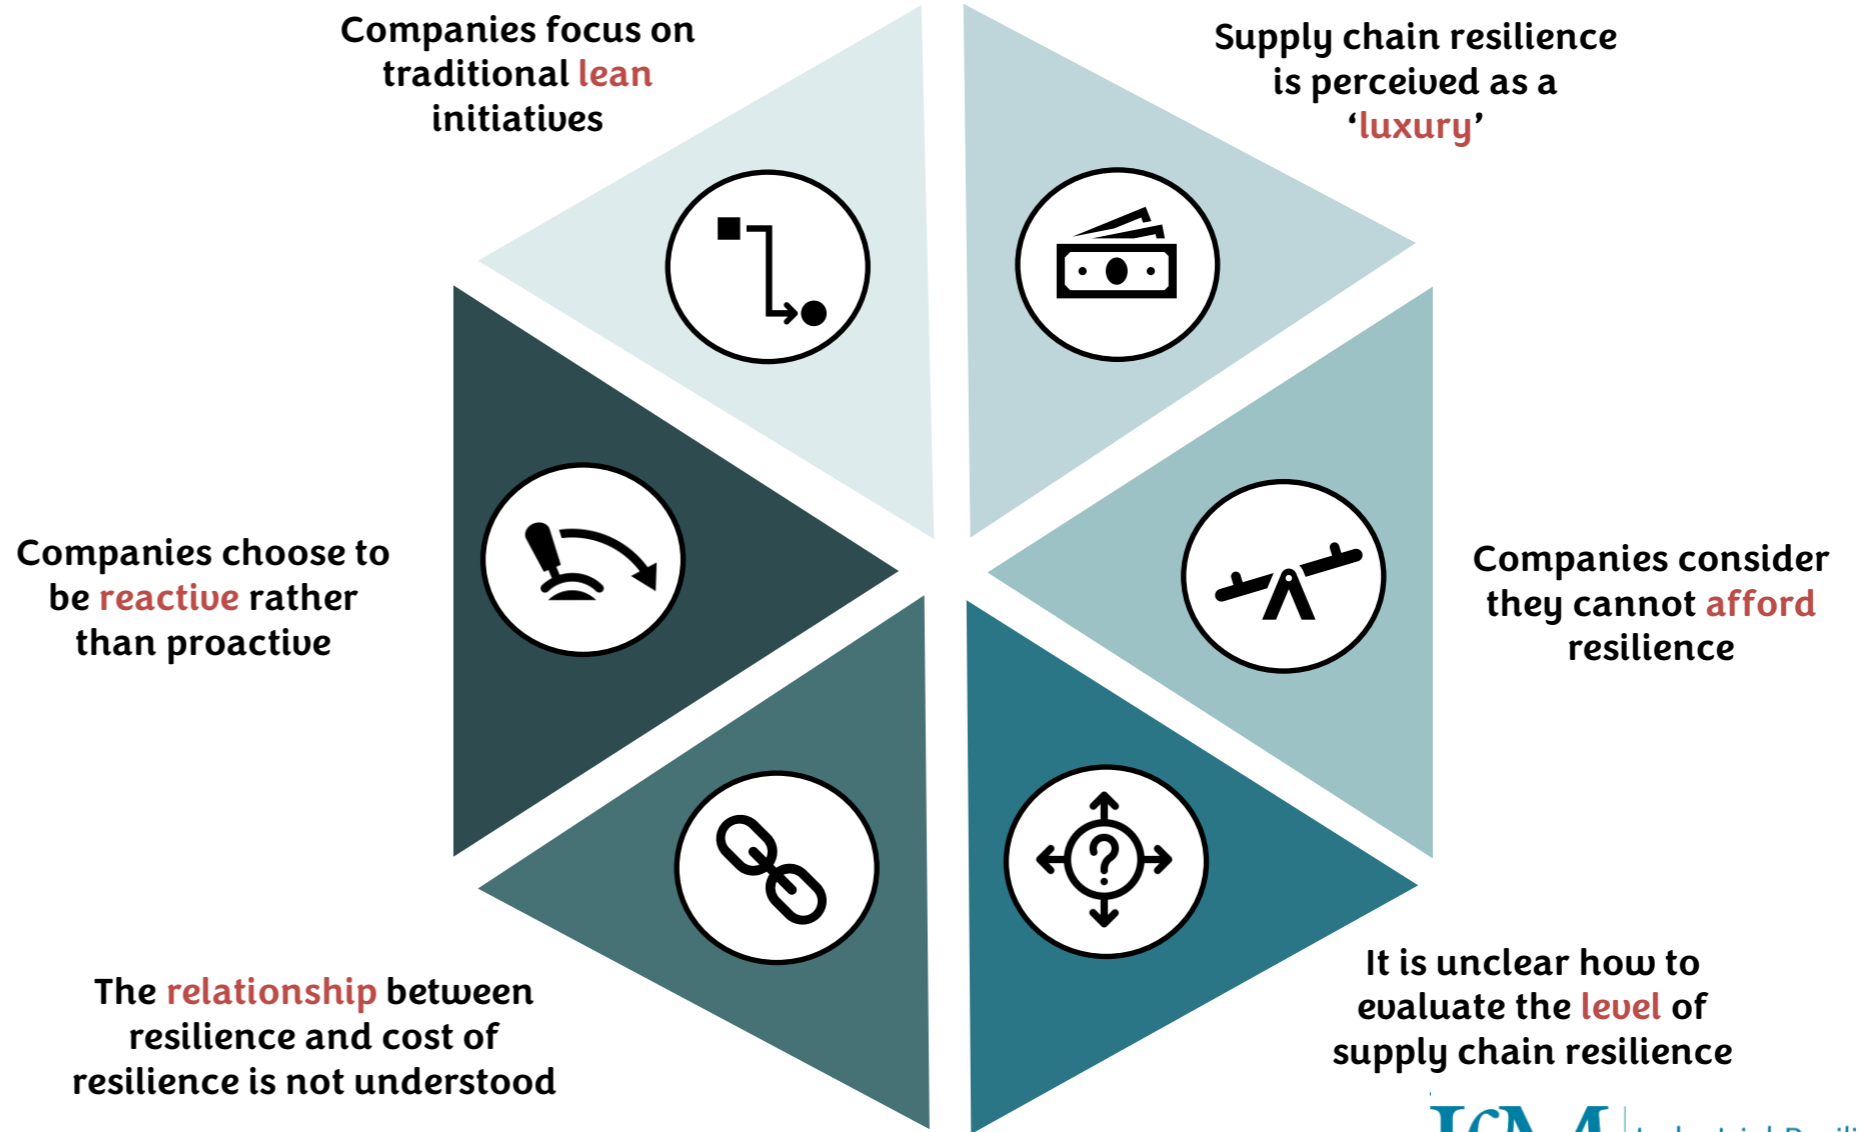 Companies focus on
traditional lean
initiatives
Supply chain resilience
is perceived as a
‘luxury’
Companies choose to
be reactive rather
than proactive
Companies consider
they cannot afford
resilience
The relationship between
resilience and cost of
resilience is not understood
It is unclear how to
evaluate the level of
supply chain resilience
?